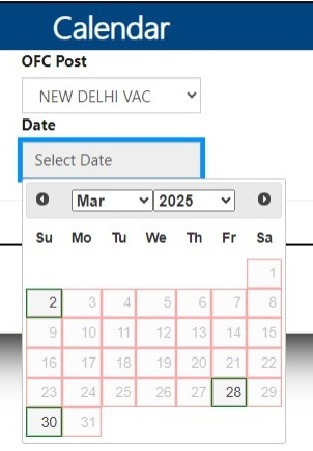 Calendar
OFC Post
NEW DELHI VAC
Date
Select Date
Mar 2025
Su Mo Tu We Th Fr Sa
1
2 3 4 5 6 7 8
9 10 11 12 13 14 15
16 17 18 19 20 21 22
23 24 25 26 27 28 29
30 31